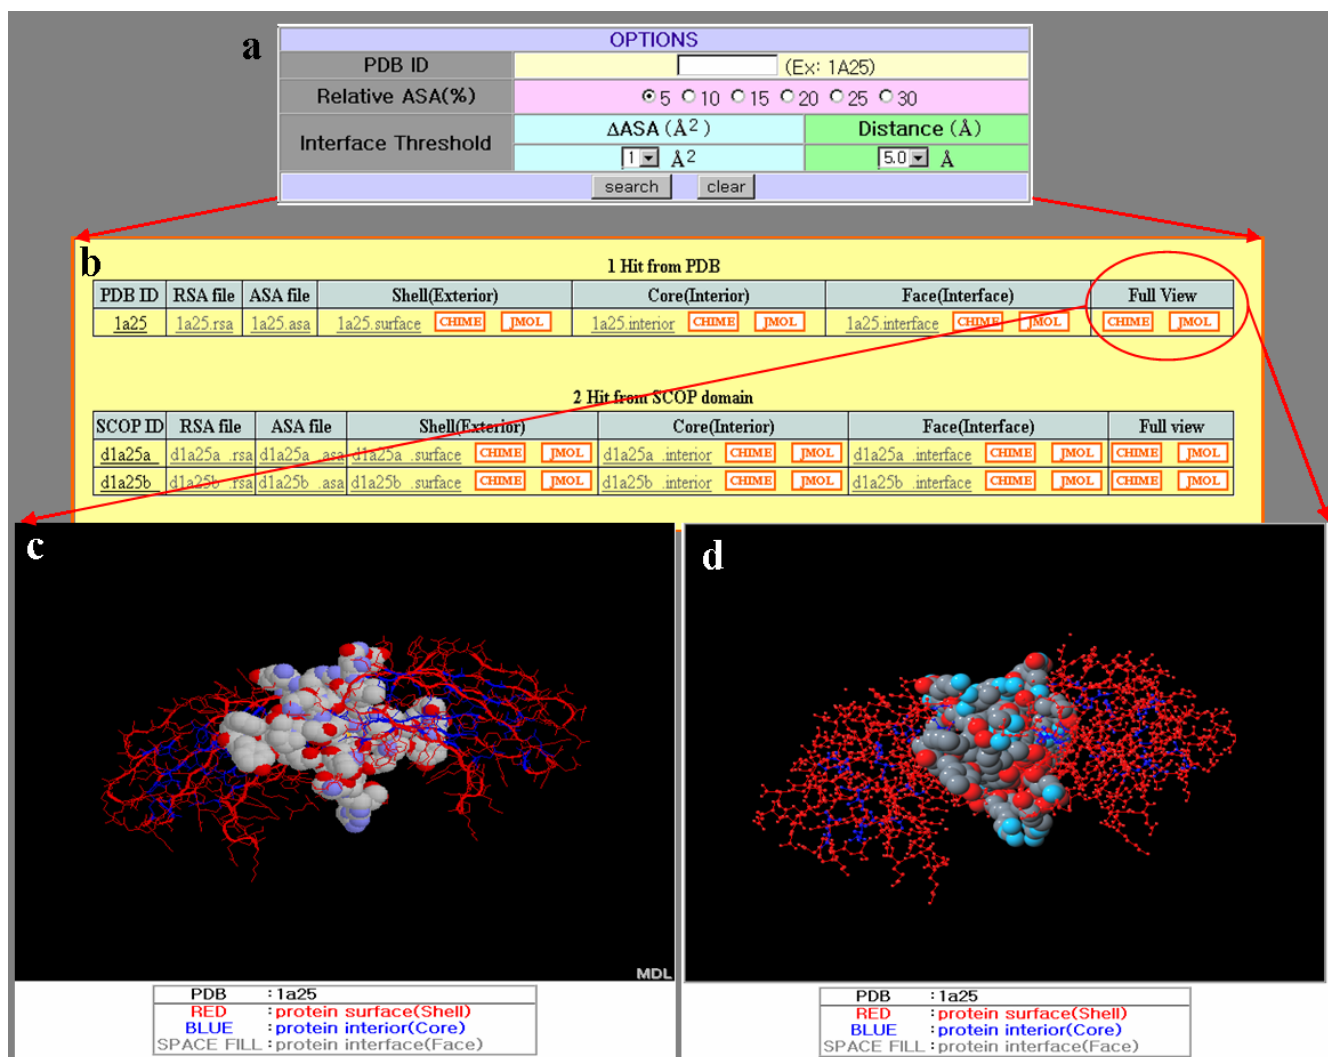 a
OPTIONS
PDB ID (Ex: 1A25)
Relative ASA(%) 5 10 15 20 25 30
Interface Threshold
ΔASA (Å²) Distance (Å)
1 Å² 5.0 Å
search clear
b
1 Hit from PDB
PDB ID RSA file ASA file Shell(Exterior) Core(Interior) Face(Interface) Full View
1a25 1a25.rsa 1a25.asa 1a25.surface CHIME JMOL 1a25.interior CHIME JMOL 1a25.interface CHIME JMOL CHIME JMOL
2 Hit from SCOP domain
SCOP ID RSA file ASA file Shell(Exterior) Core(Interior) Face(Interface) Full view
d1a25a_ d1a25a_.rsa d1a25a_.asa d1a25a_.surface CHIME JMOL d1a25a_.interior CHIME JMOL d1a25a_.interface CHIME JMOL CHIME JMOL
d1a25b_ d1a25b_.rsa d1a25b_.asa d1a25b_.surface CHIME JMOL d1a25b_.interior CHIME JMOL d1a25b_.interface CHIME JMOL CHIME JMOL
c
MDL
PDB : 1a25
RED : protein surface(Shell)
BLUE : protein interior(Core)
SPACE FILL : protein interface(Face)
d
PDB : 1a25
RED : protein surface(Shell)
BLUE : protein interior(Core)
SPACE FILL : protein interface(Face)